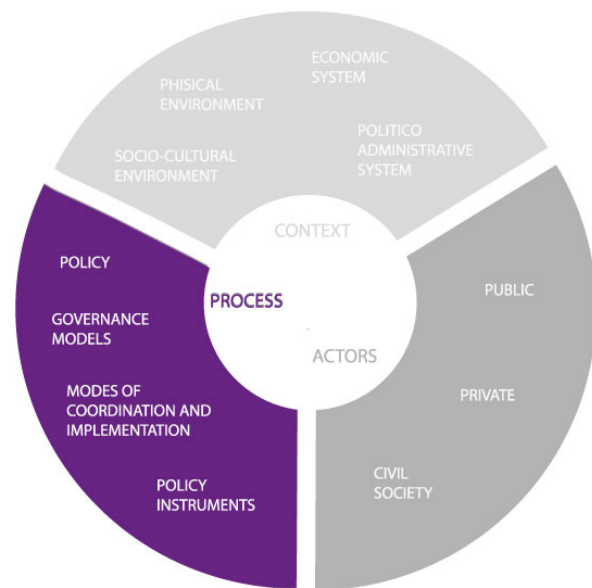 ECONOMIC
SYSTEM
PHISICAL
ENVIRONMENT
POLITICO
ADMINISTRATIVE
SYSTEM
SOCIO-CULTURAL
ENVIRONMENT
CONTEXT
POLICY
GOVERNANCE
MODELS
MODES OF
COORDINATION AND
IMPLEMENTATION
POLICY
INSTRUMENTS
PROCESS
ACTORS
PUBLIC
PRIVATE
CIVIL
SOCIETY